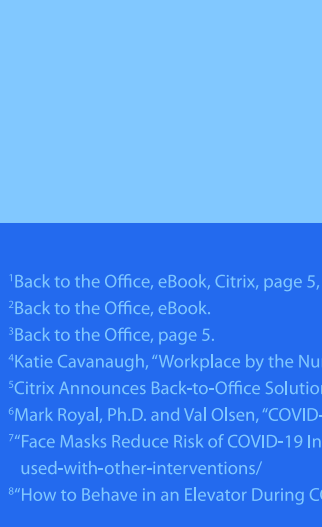 ¹Back to the Office, eBook, Citrix, page 5,
²Back to the Office, eBook.
³Back to the Office, page 5.
⁴Katie Cavanaugh, “Workplace by the Nu
⁵Citrix Announces Back-to-Office Solution
⁶Mark Royal, Ph.D. and Val Olsen, “COVID-
⁷“Face Masks Reduce Risk of COVID-19 In
used-with-other-interventions/
⁸“How to Behave in an Elevator During CO